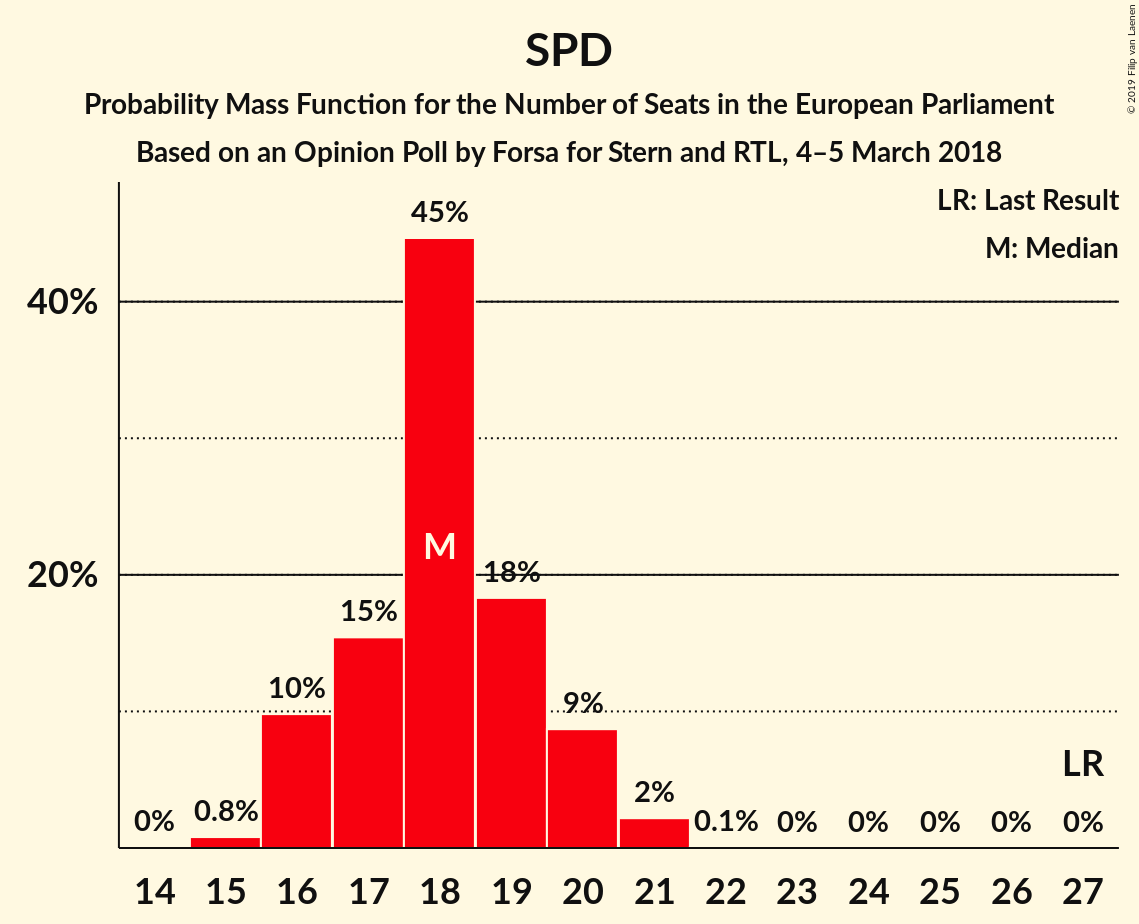 SPD
Probability Mass Function for the Number of Seats in the European Parliament
Based on an Opinion Poll by Forsa for Stern and RTL, 4–5 March 2018
© 2019 Filip van Laenen
LR: Last Result
M: Median
45%
40%
M
20%
18%
15%
10%
9%
LR
2%
0.8%
0%
0.1%
0%
0%
0%
0%
0%
14 15 16 17 18 19 20 21 22 23 24 25 26 27